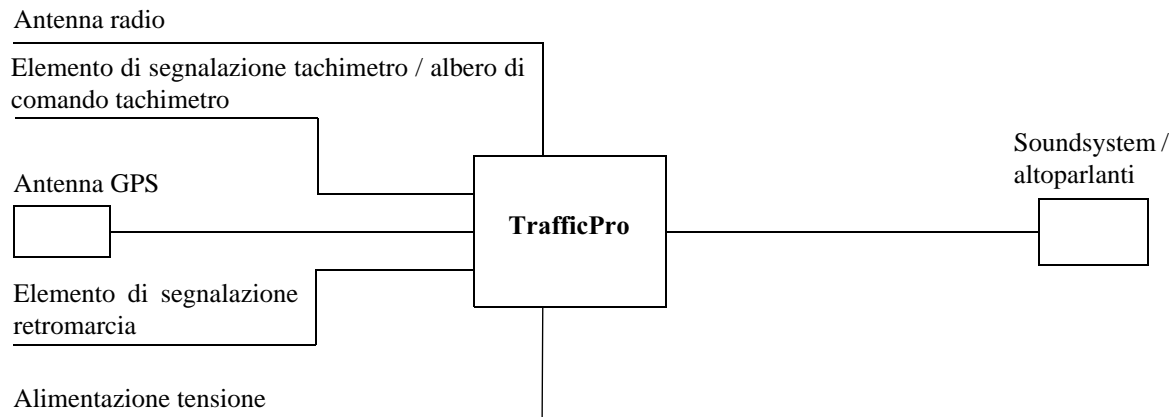 Antenna radio
Elemento di segnalazione tachimetro / albero di
comando tachimetro
Antenna GPS
TrafficPro
Soundsystem /
altoparlanti
Elemento di segnalazione
retromarcia
Alimentazione tensione